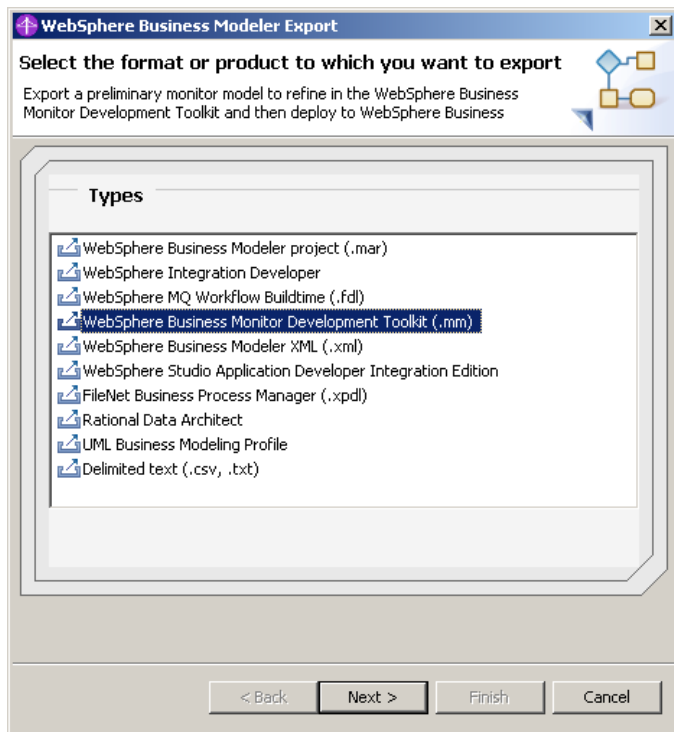 WebSphere Business Modeler Export
Select the format or product to which you want to export
Export a preliminary monitor model to refine in the WebSphere Business
Monitor Development Toolkit and then deploy to WebSphere Business
Types
WebSphere Business Modeler project (.mar)
WebSphere Integration Developer
WebSphere MQ Workflow Buildtime (.fdl)
WebSphere Business Monitor Development Toolkit (.mm)
WebSphere Business Modeler XML (.xml)
WebSphere Studio Application Developer Integration Edition
FileNet Business Process Manager (.xpdl)
Rational Data Architect
UML Business Modeling Profile
Delimited text (.csv, .txt)
< Back Next > Finish Cancel